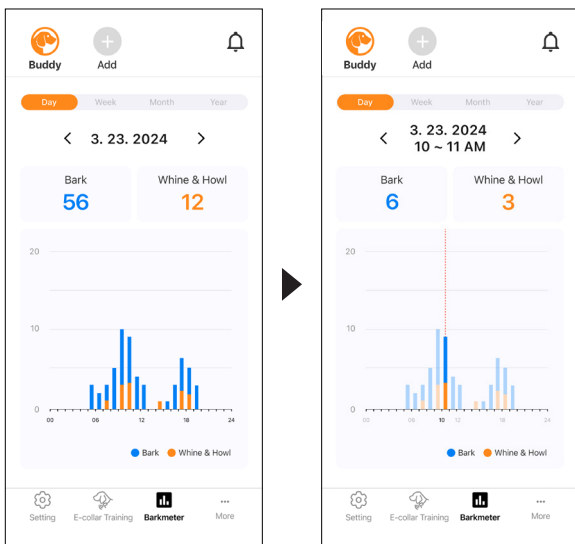 Buddy
Add
Day Week Month Year
3. 23. 2024
Bark Whine & Howl
56 12
20
10
0
00 06 12 18 24
Bark Whine & Howl
Setting E-collar Training Barkmeter More
Buddy
Add
Day Week Month Year
3. 23. 2024
10 ~ 11 AM
Bark Whine & Howl
6 3
20
10
0
00 06 10 12 18 24
Bark Whine & Howl
Setting E-collar Training Barkmeter More